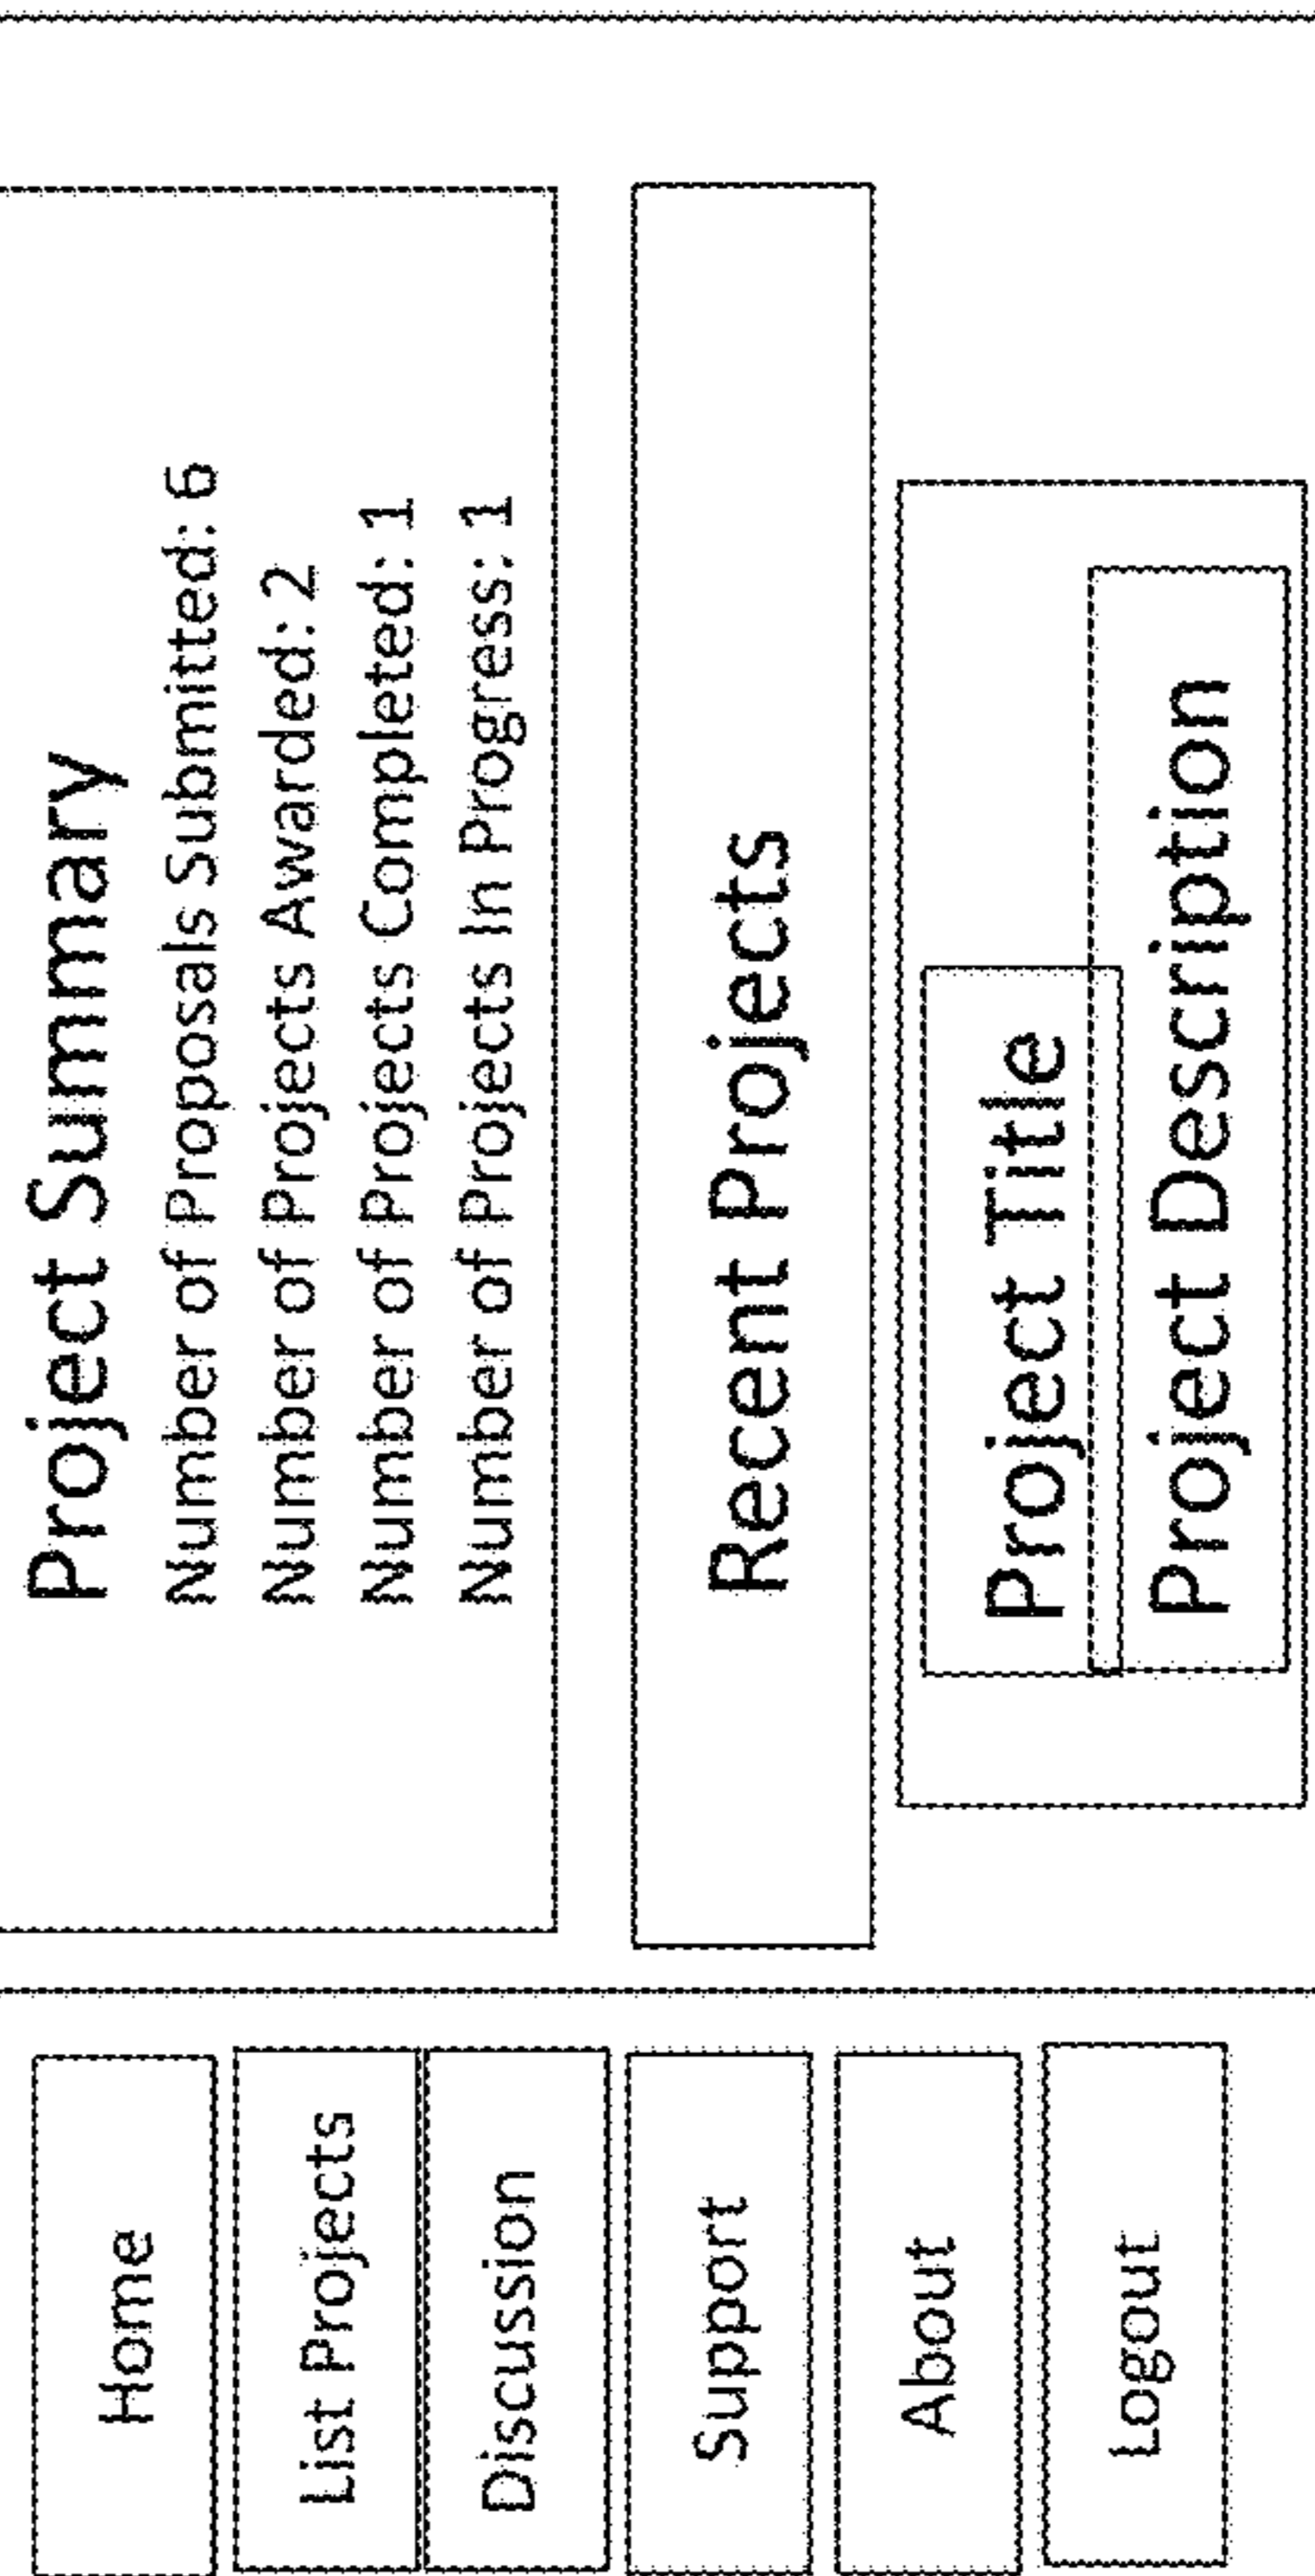 Home
List Projects
Discussion
Support
About
Logout
Project Summary
Number of Proposals Submitted: 6
Number of Projects Awarded: 2
Number of Projects Completed: 1
Number of Projects In Progress: 1
Recent Projects
Project Title
Project Description